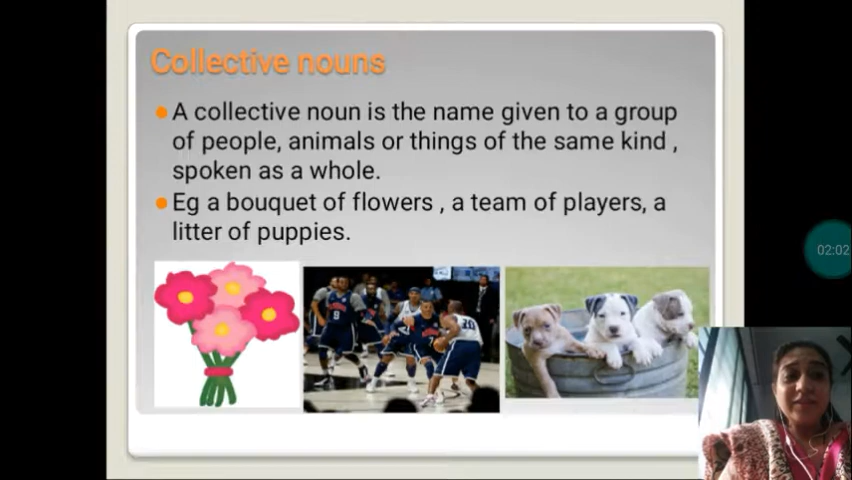 Collective nouns
A collective noun is the name given to a group
of people, animals or things of the same kind ,
spoken as a whole.
Eg a bouquet of flowers , a team of players, a
litter of puppies.
02:02